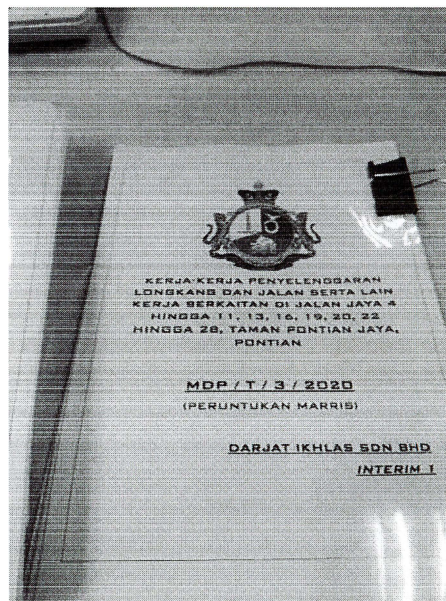 KERJA-KERJA PENYELENGGARAN
LONGKANG DAN JALAN SERTA LAIN
KERJA BERKAITAN DI JALAN JAYA 4
HINGGA 11, 13, 16, 19, 20, 22
HINGGA 28, TAMAN PONTIAN JAYA,
PONTIAN
MDP / T / 3 / 2020
(PERUNTUKAN MARRIS)
DARJAT IKHLAS SDN BHD
INTERIM 1